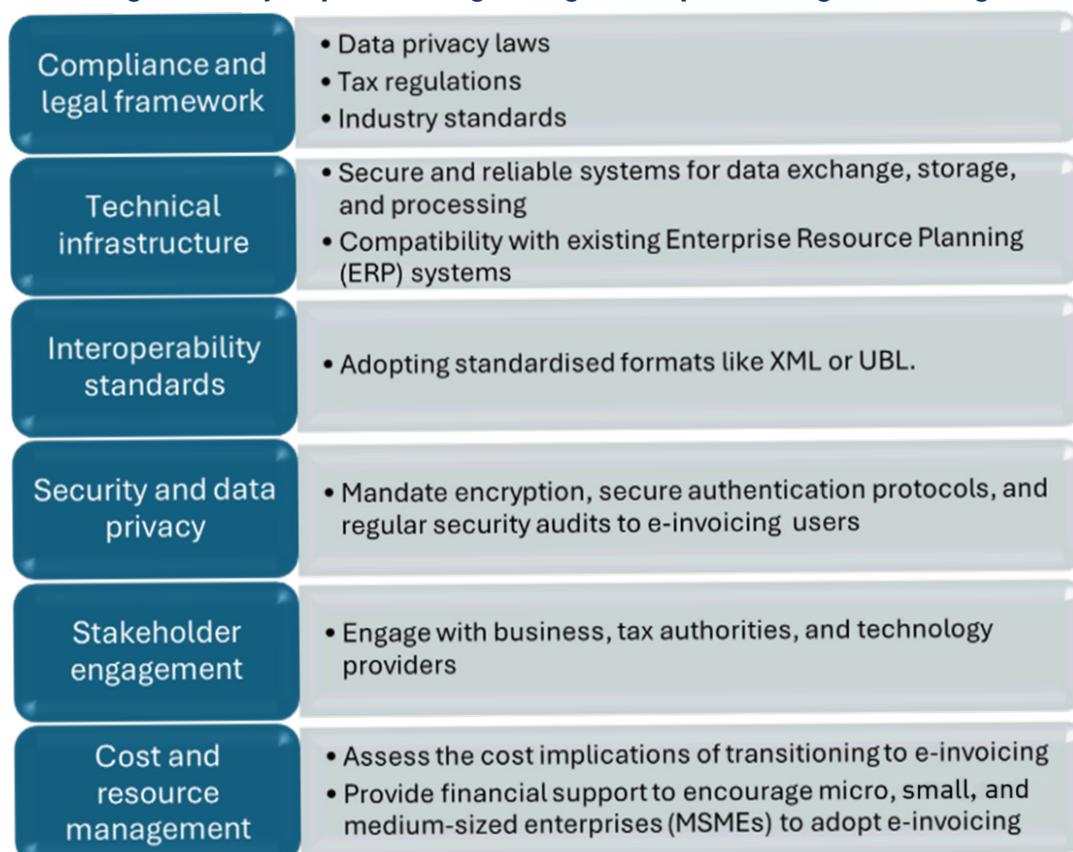 Compliance and
legal framework
• Data privacy laws
• Tax regulations
• Industry standards
Technical
infrastructure
• Secure and reliable systems for data exchange, storage,
and processing
• Compatibility with existing Enterprise Resource Planning
(ERP) systems
Interoperability
standards
• Adopting standardised formats like XML or UBL.
Security and data
privacy
• Mandate encryption, secure authentication protocols, and
regular security audits to e-invoicing users
Stakeholder
engagement
• Engage with business, tax authorities, and technology
providers
Cost and
resource
management
• Assess the cost implications of transitioning to e-invoicing
• Provide financial support to encourage micro, small, and
medium-sized enterprises (MSMEs) to adopt e-invoicing